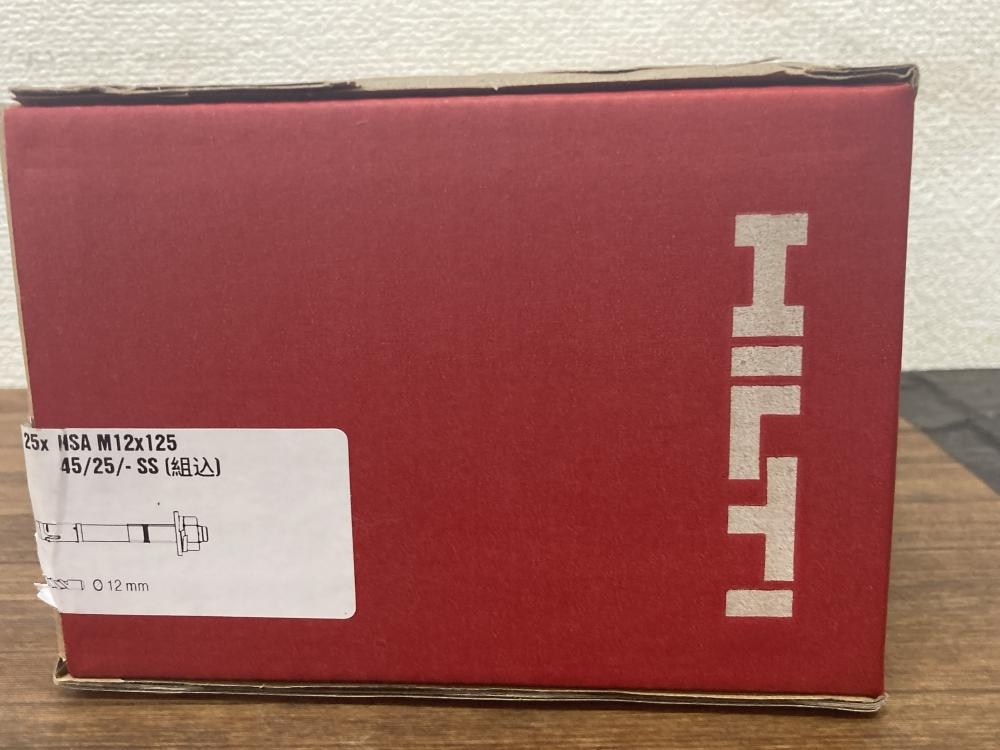 25x HSA M12x125
45/25/- SS (組込)
Ø 12 mm
HILTI